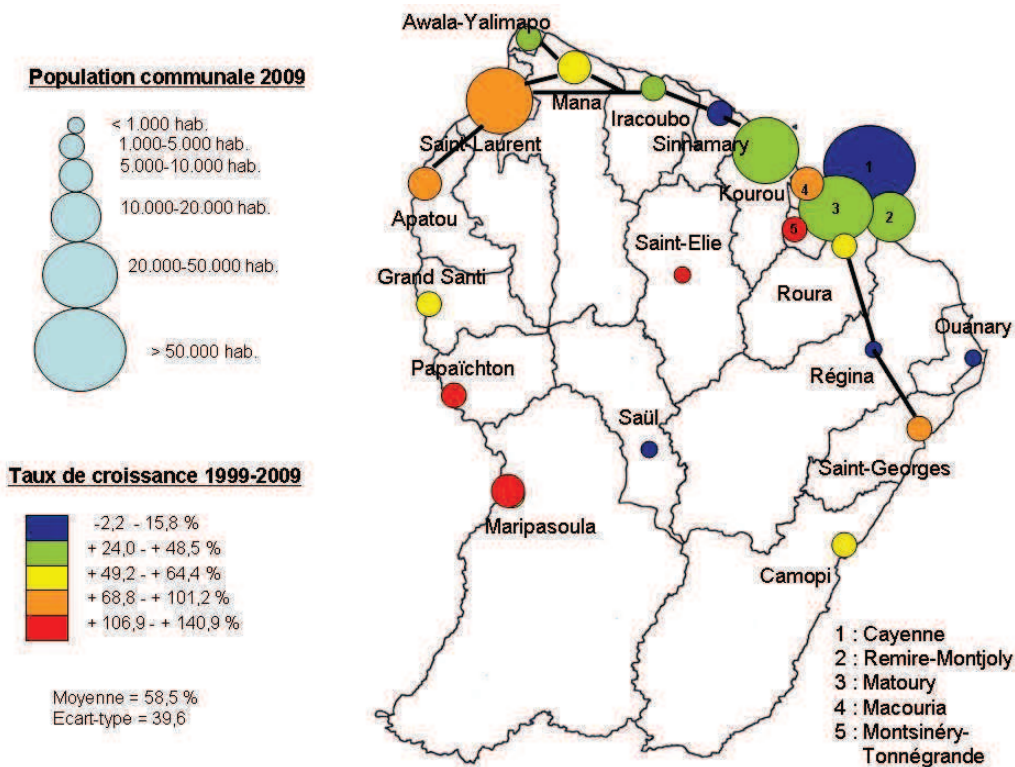 Population communale 2009
< 1.000 hab.
1.000-5.000 hab.
5.000-10.000 hab.
10.000-20.000 hab.
20.000-50.000 hab.
> 50.000 hab.
Taux de croissance 1999-2009
-2,2 - 15,8 %
+ 24,0 - + 48,5 %
+ 49,2 - + 64,4 %
+ 68,8 - + 101,2 %
+ 106,9 - + 140,9 %
Moyenne = 58,5 %
Ecart-type = 39,6
Awala-Yalimapo
Mana
Iracoubo
Saint-Laurent
Sinnamary
Kourou
1
4
3
2
5
Apatou
Saint-Elie
Grand Santi
Roura
Ouanary
Papaïchton
Régina
Saül
Saint-Georges
Maripasoula
Camopi
1 : Cayenne
2 : Remire-Montjoly
3 : Matoury
4 : Macouria
5 : Montsinéry-
Tonnégrande